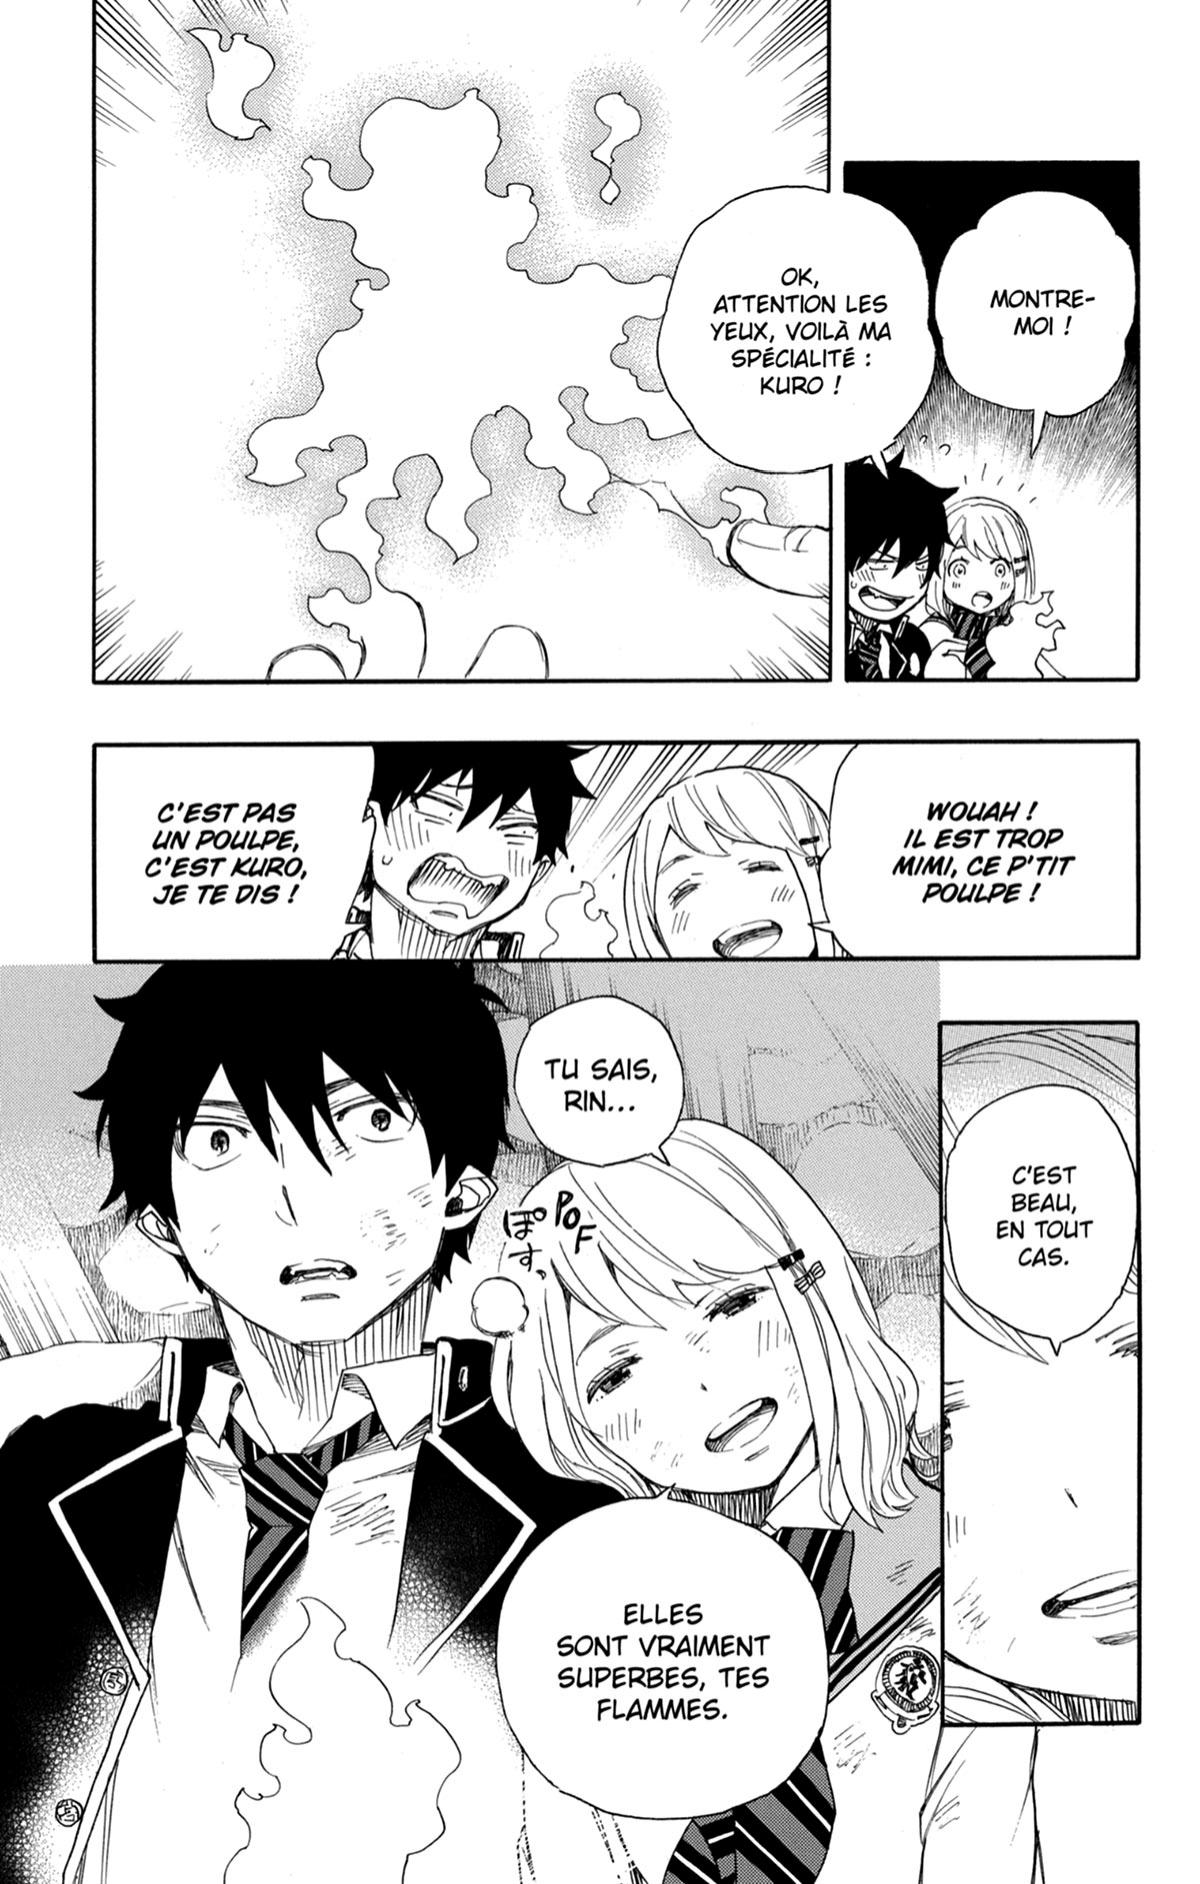 MONTRE-
MOI !
OK,
ATTENTION LES
YEUX, VOILÀ MA
SPÉCIALITÉ :
KURO !
WOUAH !
IL EST TROP
MIMI, CE P'TIT
POULPE !
C'EST PAS
UN POULPE,
C'EST KURO,
JE TE DIS !
C'EST
BEAU,
EN TOUT
CAS.
TU SAIS,
RIN...
POF
ぽすっ
ELLES
SONT VRAIMENT
SUPERBES, TES
FLAMMES.